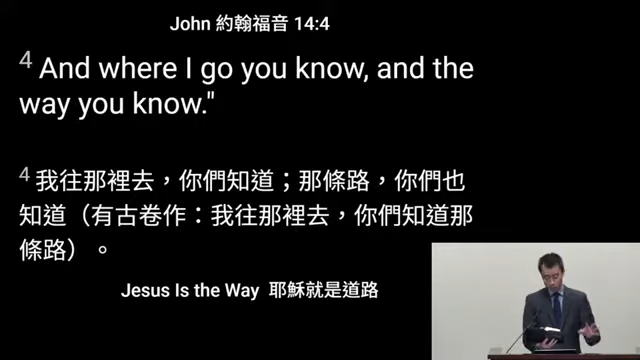 John 約翰福音 14:4
4 And where I go you know, and the
way you know."
4 我往那裡去，你們知道；那條路，你們也
知道（有古卷作：我往那裡去，你們知道那
條路）。
Jesus Is the Way 耶穌就是道路